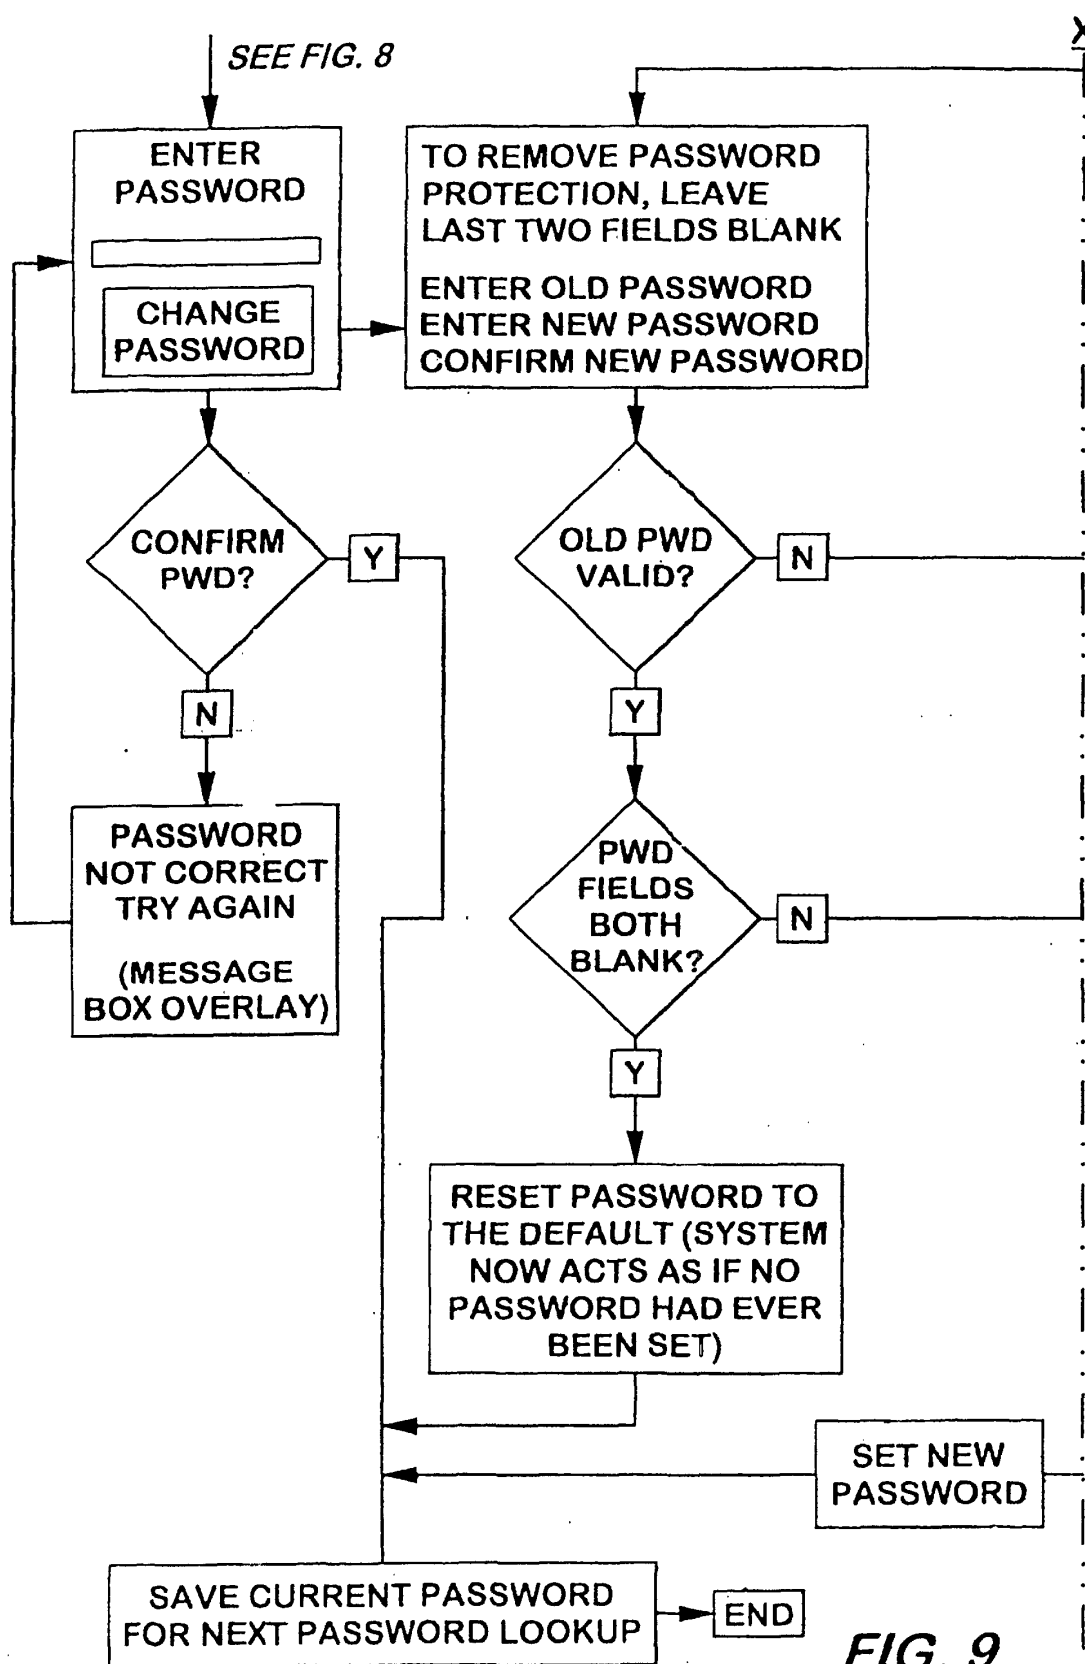 SEE FIG. 8
X
ENTER
PASSWORD
CHANGE
PASSWORD
TO REMOVE PASSWORD
PROTECTION, LEAVE
LAST TWO FIELDS BLANK
ENTER OLD PASSWORD
ENTER NEW PASSWORD
CONFIRM NEW PASSWORD
CONFIRM
PWD?
Y
N
OLD PWD
VALID?
N
Y
PASSWORD
NOT CORRECT
TRY AGAIN
(MESSAGE
BOX OVERLAY)
PWD
FIELDS
BOTH
BLANK?
N
Y
RESET PASSWORD TO
THE DEFAULT (SYSTEM
NOW ACTS AS IF NO
PASSWORD HAD EVER
BEEN SET)
SET NEW
PASSWORD
SAVE CURRENT PASSWORD
FOR NEXT PASSWORD LOOKUP
END
FIG. 9